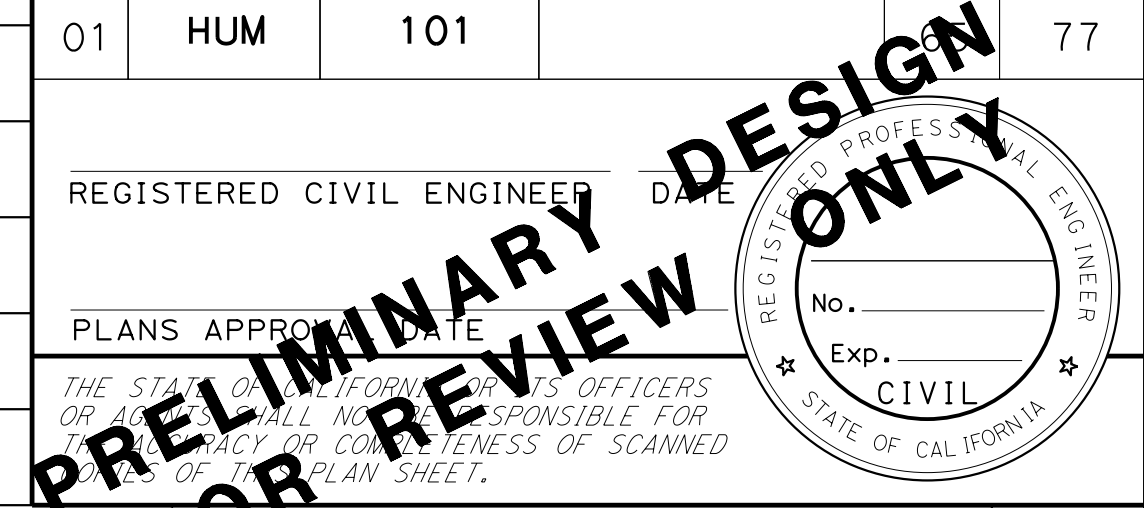 01 HUM 101 65 77
REGISTERED CIVIL ENGINEER DATE
PLANS APPROVAL DATE
THE STATE OF CALIFORNIA OR ITS OFFICERS
OR AGENTS SHALL NOT BE RESPONSIBLE FOR
THE ACCURACY OR COMPLETENESS OF SCANNED
COPIES OF THIS PLAN SHEET.
REGISTERED PROFESSIONAL ENGINEER
No.
Exp.
CIVIL
STATE OF CALIFORNIA
PRELIMINARY DESIGN
OR REVIEW ONLY